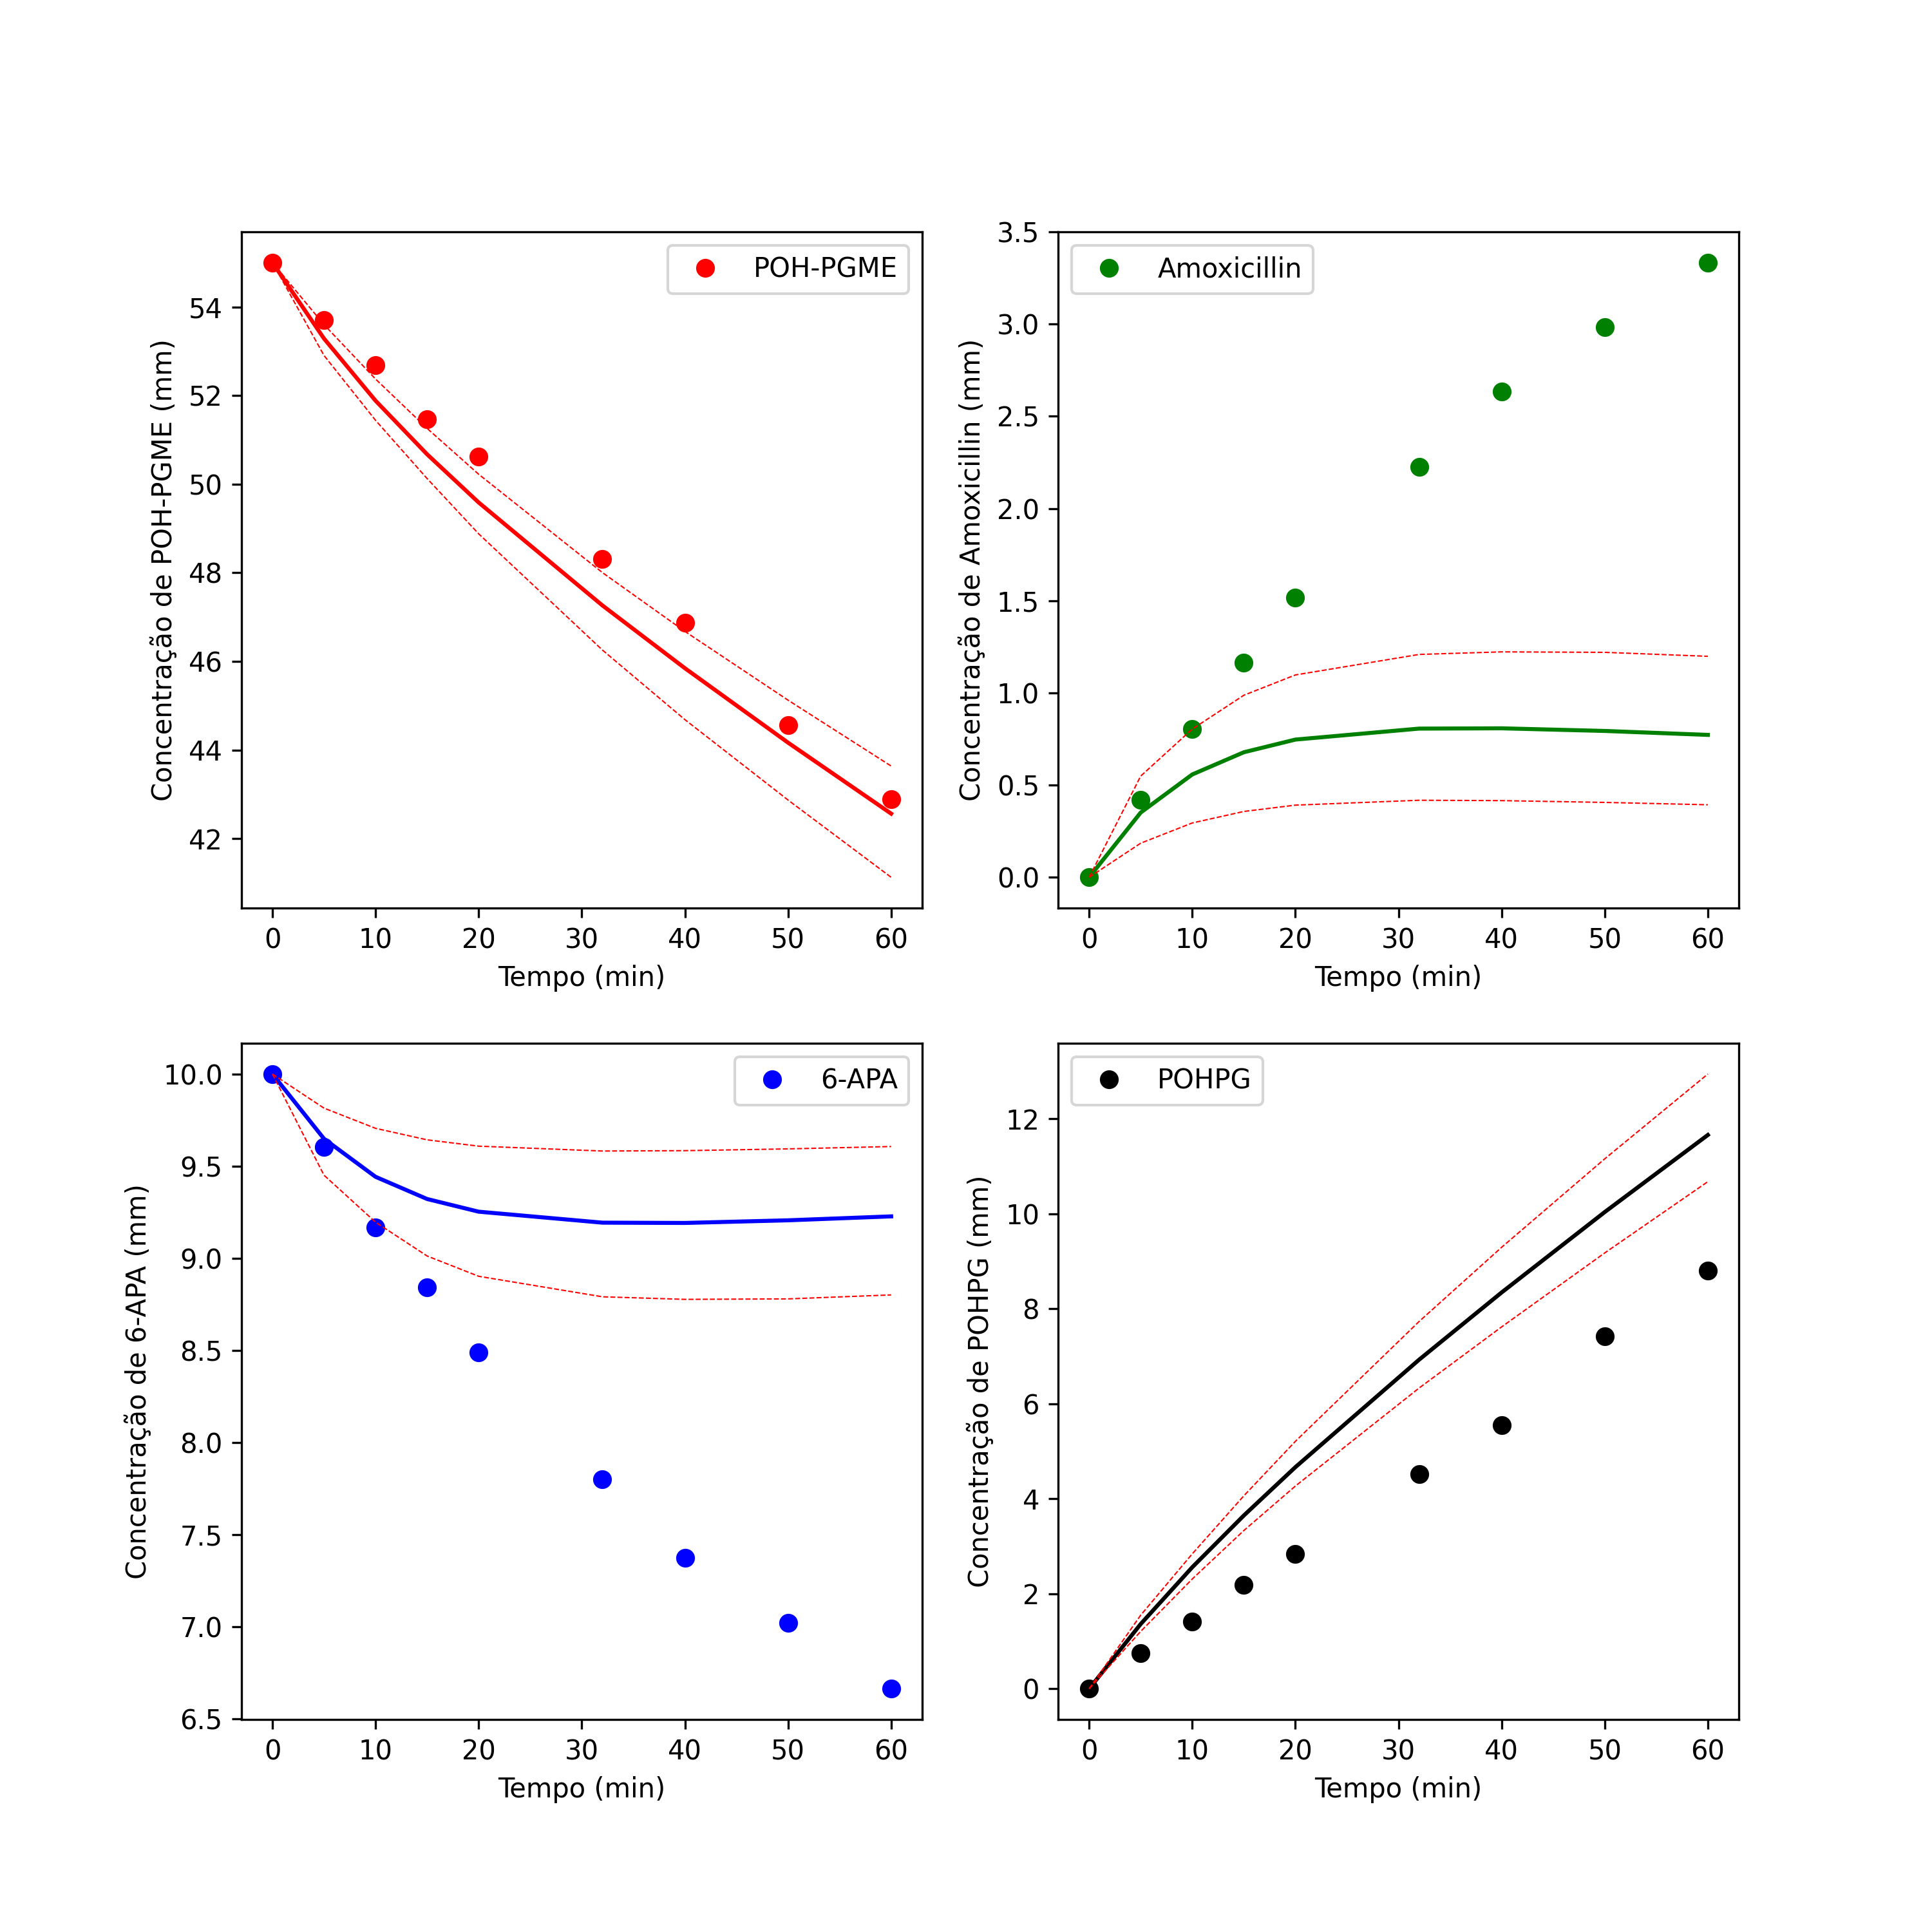 POH-PGME
Concentração de POH-PGME (mm)
54
52
50
48
46
44
42
0 10 20 30 40 50 60
Tempo (min)
Amoxicillin
Concentração de Amoxicillin (mm)
3.5
3.0
2.5
2.0
1.5
1.0
0.5
0.0
0 10 20 30 40 50 60
Tempo (min)
6-APA
Concentração de 6-APA (mm)
10.0
9.5
9.0
8.5
8.0
7.5
7.0
6.5
0 10 20 30 40 50 60
Tempo (min)
POHPG
Concentração de POHPG (mm)
12
10
8
6
4
2
0
0 10 20 30 40 50 60
Tempo (min)